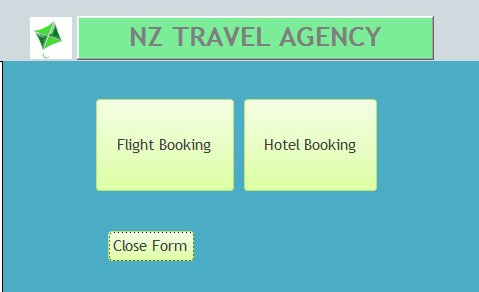 NZ TRAVEL AGENCY
Flight Booking
Hotel Booking
Close Form